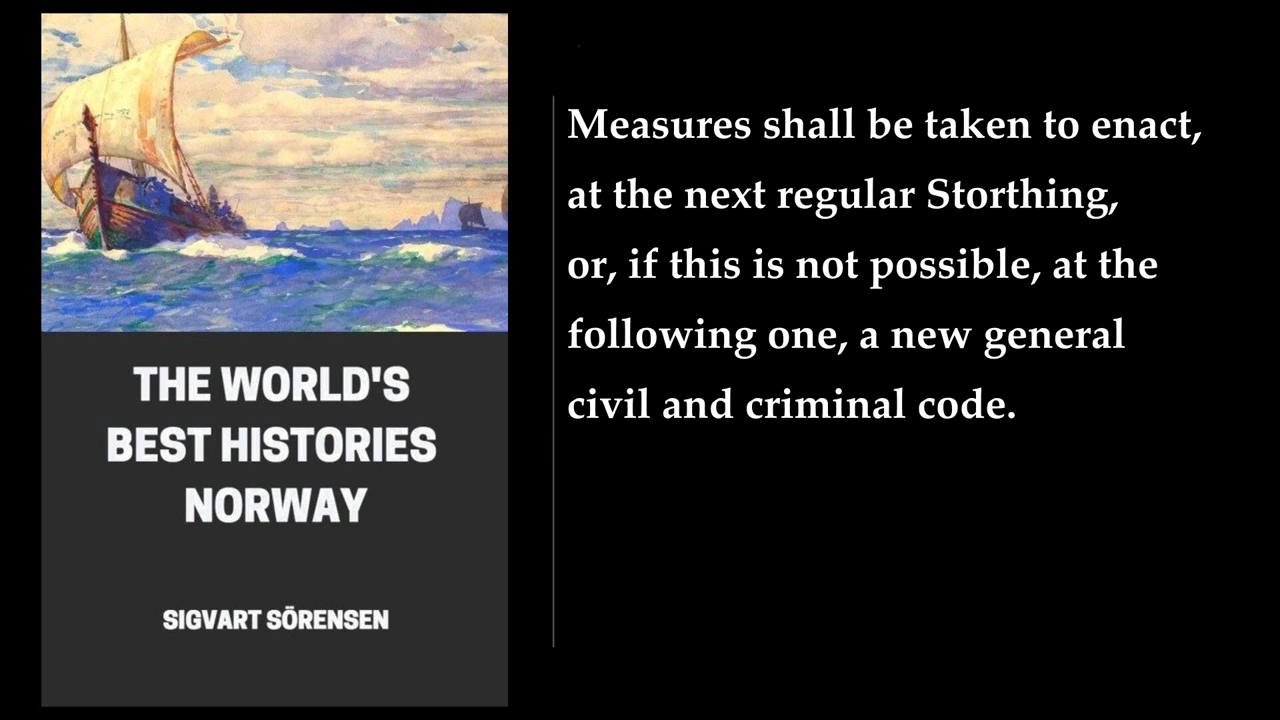 THE WORLD'S
BEST HISTORIES
NORWAY
SIGVART SÖRENSEN
Measures shall be taken to enact,
at the next regular Storthing,
or, if this is not possible, at the
following one, a new general
civil and criminal code.